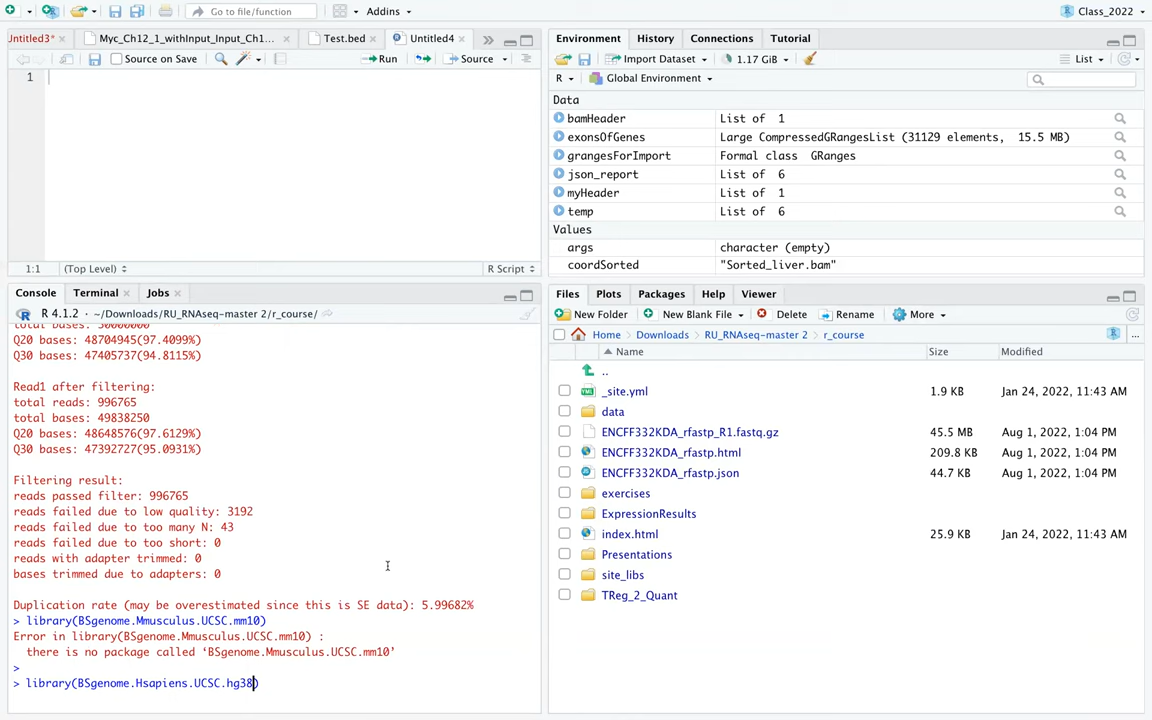 Go to file/function
Addins
Class_2022
Untitled3*
Myc_Ch12_1_withInput_Input_Ch1...
Test.bed
Untitled4
Source on Save
Run
Source
1
1:1
(Top Level)
R Script
Environment
History
Connections
Tutorial
Import Dataset
1.17 GiB
List
R
Global Environment
Data
bamHeader List of 1
exonsOfGenes Large CompressedGRangesList (31129 elements, 15.5 MB)
grangesForImport Formal class GRanges
json_report List of 6
myHeader List of 1
temp List of 6
Values
args character (empty)
coordSorted "Sorted_liver.bam"
Console
Terminal
Jobs
R 4.1.2 · ~/Downloads/RU_RNAseq-master 2/r_course/
total bases: 50000000
Q20 bases: 48704945(97.4099%)
Q30 bases: 47405737(94.8115%)
Read1 after filtering:
total reads: 996765
total bases: 49838250
Q20 bases: 48648576(97.6129%)
Q30 bases: 47392727(95.0931%)
Filtering result:
reads passed filter: 996765
reads failed due to low quality: 3192
reads failed due to too many N: 43
reads failed due to too short: 0
reads with adapter trimmed: 0
bases trimmed due to adapters: 0
Duplication rate (may be overestimated since this is SE data): 5.99682%
> library(BSgenome.Mmusculus.UCSC.mm10)
Error in library(BSgenome.Mmusculus.UCSC.mm10) :
there is no package called ‘BSgenome.Mmusculus.UCSC.mm10’
>
> library(BSgenome.Hsapiens.UCSC.hg38)
Files
Plots
Packages
Help
Viewer
New Folder
New Blank File
Delete
Rename
More
Home
Downloads
RU_RNAseq-master 2
r_course
...
Name Size Modified
..
_site.yml 1.9 KB Jan 24, 2022, 11:43 AM
data
ENCFF332KDA_rfastp_R1.fastq.gz 45.5 MB Aug 1, 2022, 1:04 PM
ENCFF332KDA_rfastp.html 209.8 KB Aug 1, 2022, 1:04 PM
ENCFF332KDA_rfastp.json 44.7 KB Aug 1, 2022, 1:04 PM
exercises
ExpressionResults
index.html 25.9 KB Jan 24, 2022, 11:43 AM
Presentations
site_libs
TReg_2_Quant